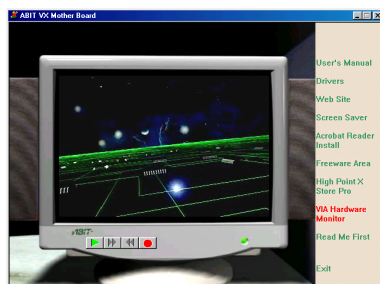 ABIT VX Mother Board
User's Manual
Drivers
Web Site
Screen Saver
Acrobat Reader
Install
Freeware Area
High Point X
Store Pro
VIA Hardware
Monitor
Read Me First
Exit
ABIT